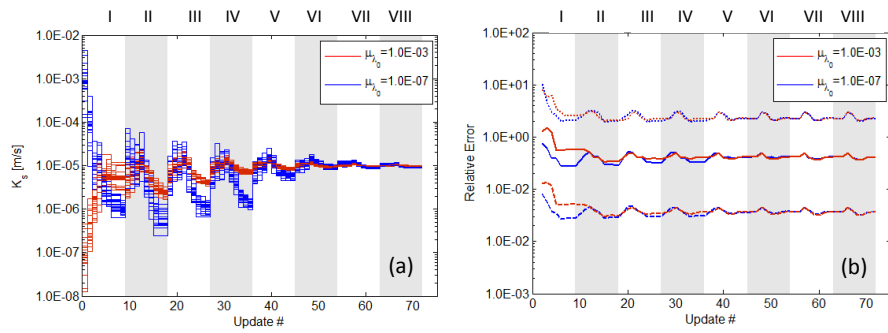 I II III IV V VI VII VIII
1.0E-02
1.0E-03
1.0E-04
1.0E-05
1.0E-06
1.0E-07
1.0E-08
Ks [m/s]
μλ0=1.0E-03
μλ0=1.0E-07
(a)
0 10 20 30 40 50 60 70
Update #
I II III IV V VI VII VIII
1.0E+02
1.0E+01
1.0E+00
1.0E-02
1.0E-02
1.0E-03
Relative Error
μλ0=1.0E-03
μλ0=1.0E-07
(b)
0 10 20 30 40 50 60 70
Update #